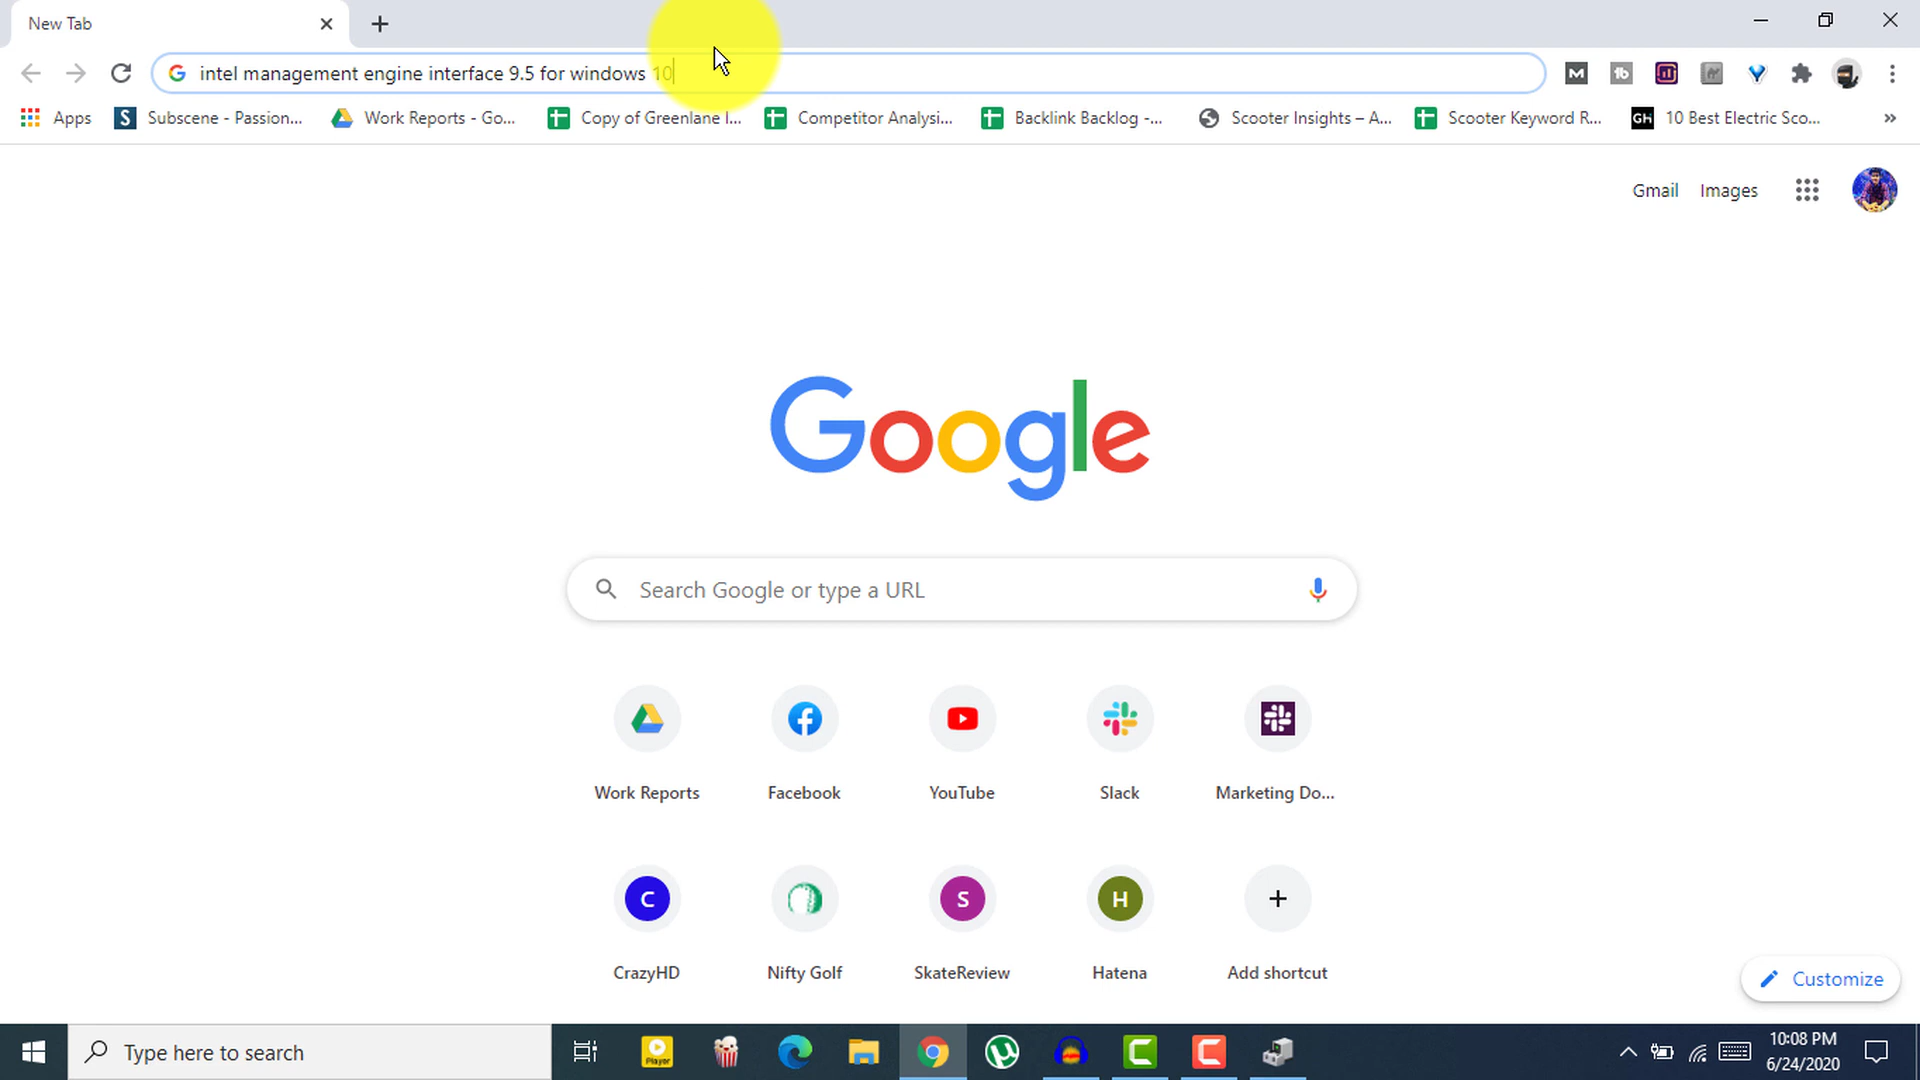 New Tab
intel management engine interface 9.5 for windows 10
Apps
S
Subscene - Passion...
Work Reports - Go...
Copy of Greenlane I...
Competitor Analysi...
Backlink Backlog -...
Scooter Insights – A...
Scooter Keyword R...
GH
10 Best Electric Sco...
»
Gmail
Images
Google
Search Google or type a URL
Work Reports
Facebook
YouTube
Slack
Marketing Do...
C
S
H
CrazyHD
Nifty Golf
SkateReview
Hatena
Add shortcut
Customize
Type here to search
Player
10:08 PM
6/24/2020